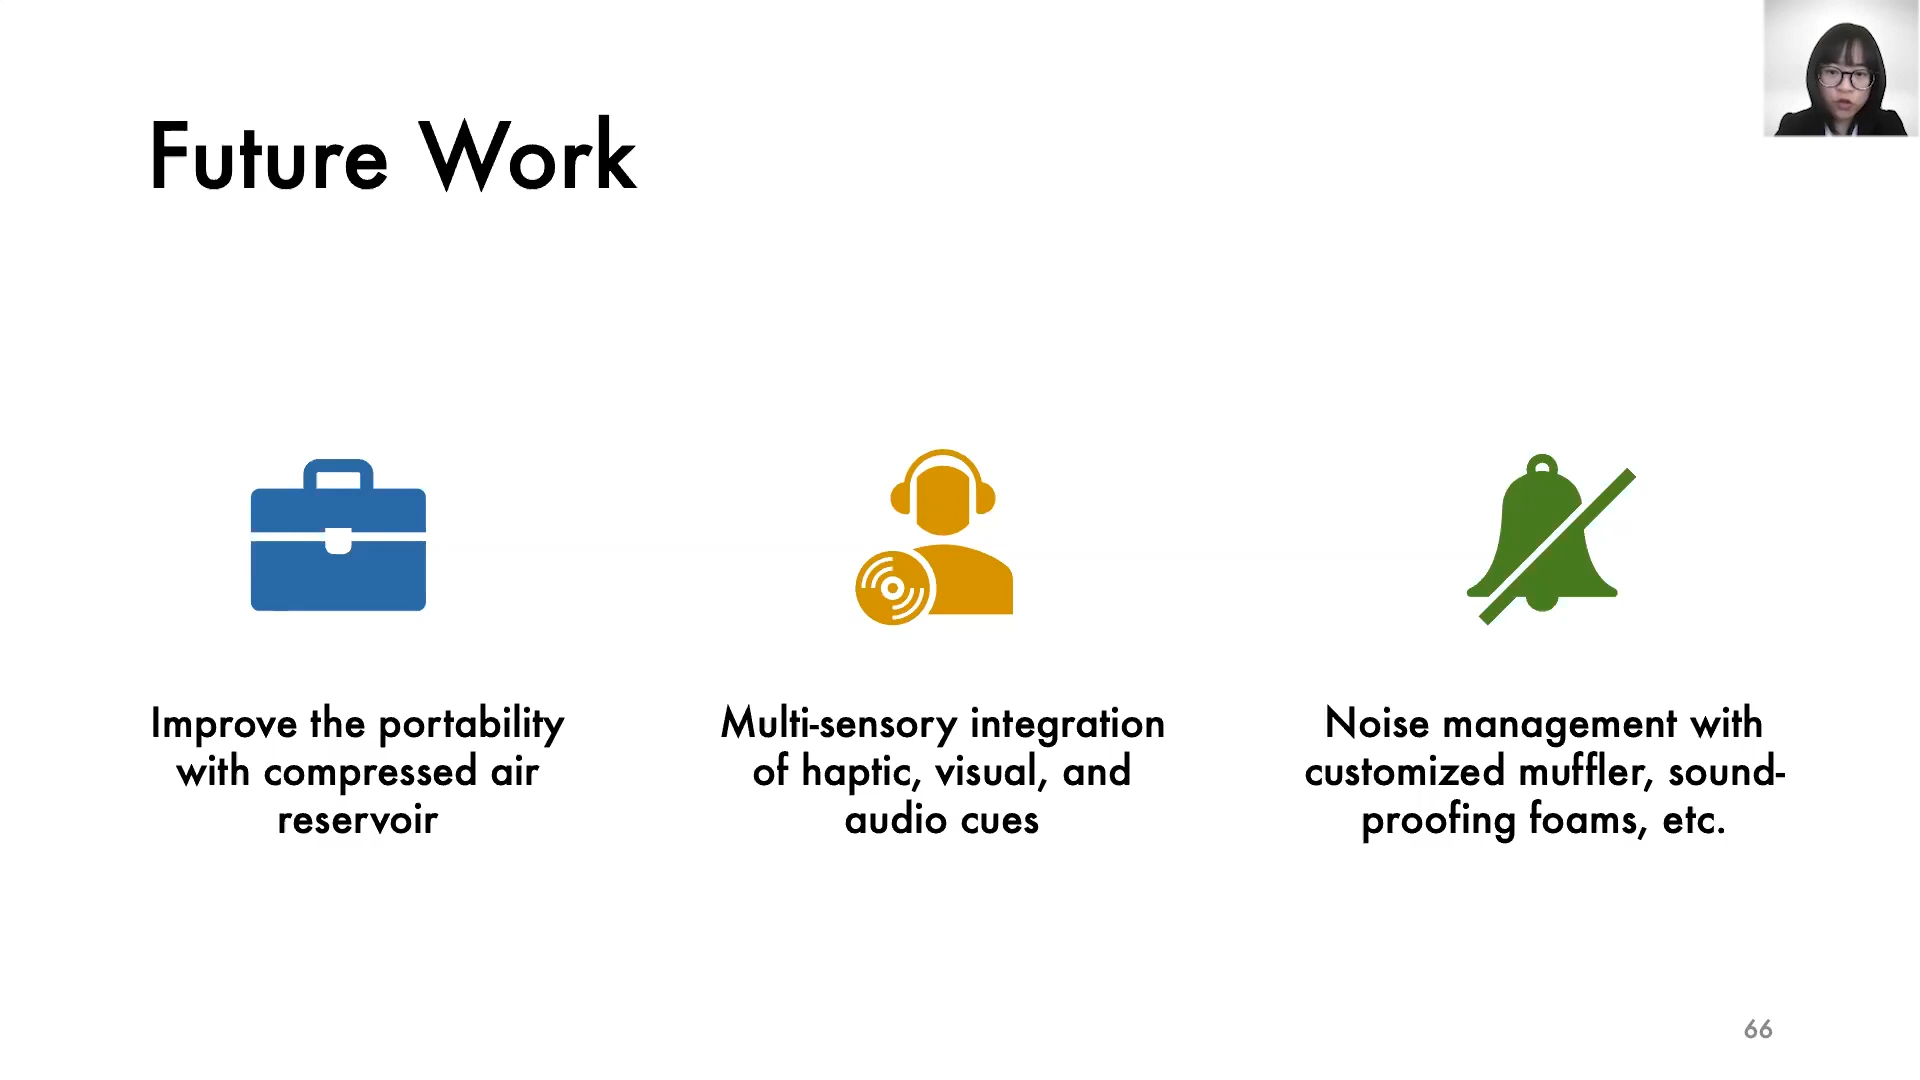 Future Work
Improve the portability
with compressed air
reservoir
Multi-sensory integration
of haptic, visual, and
audio cues
Noise management with
customized muffler, sound-
proofing foams, etc.
66